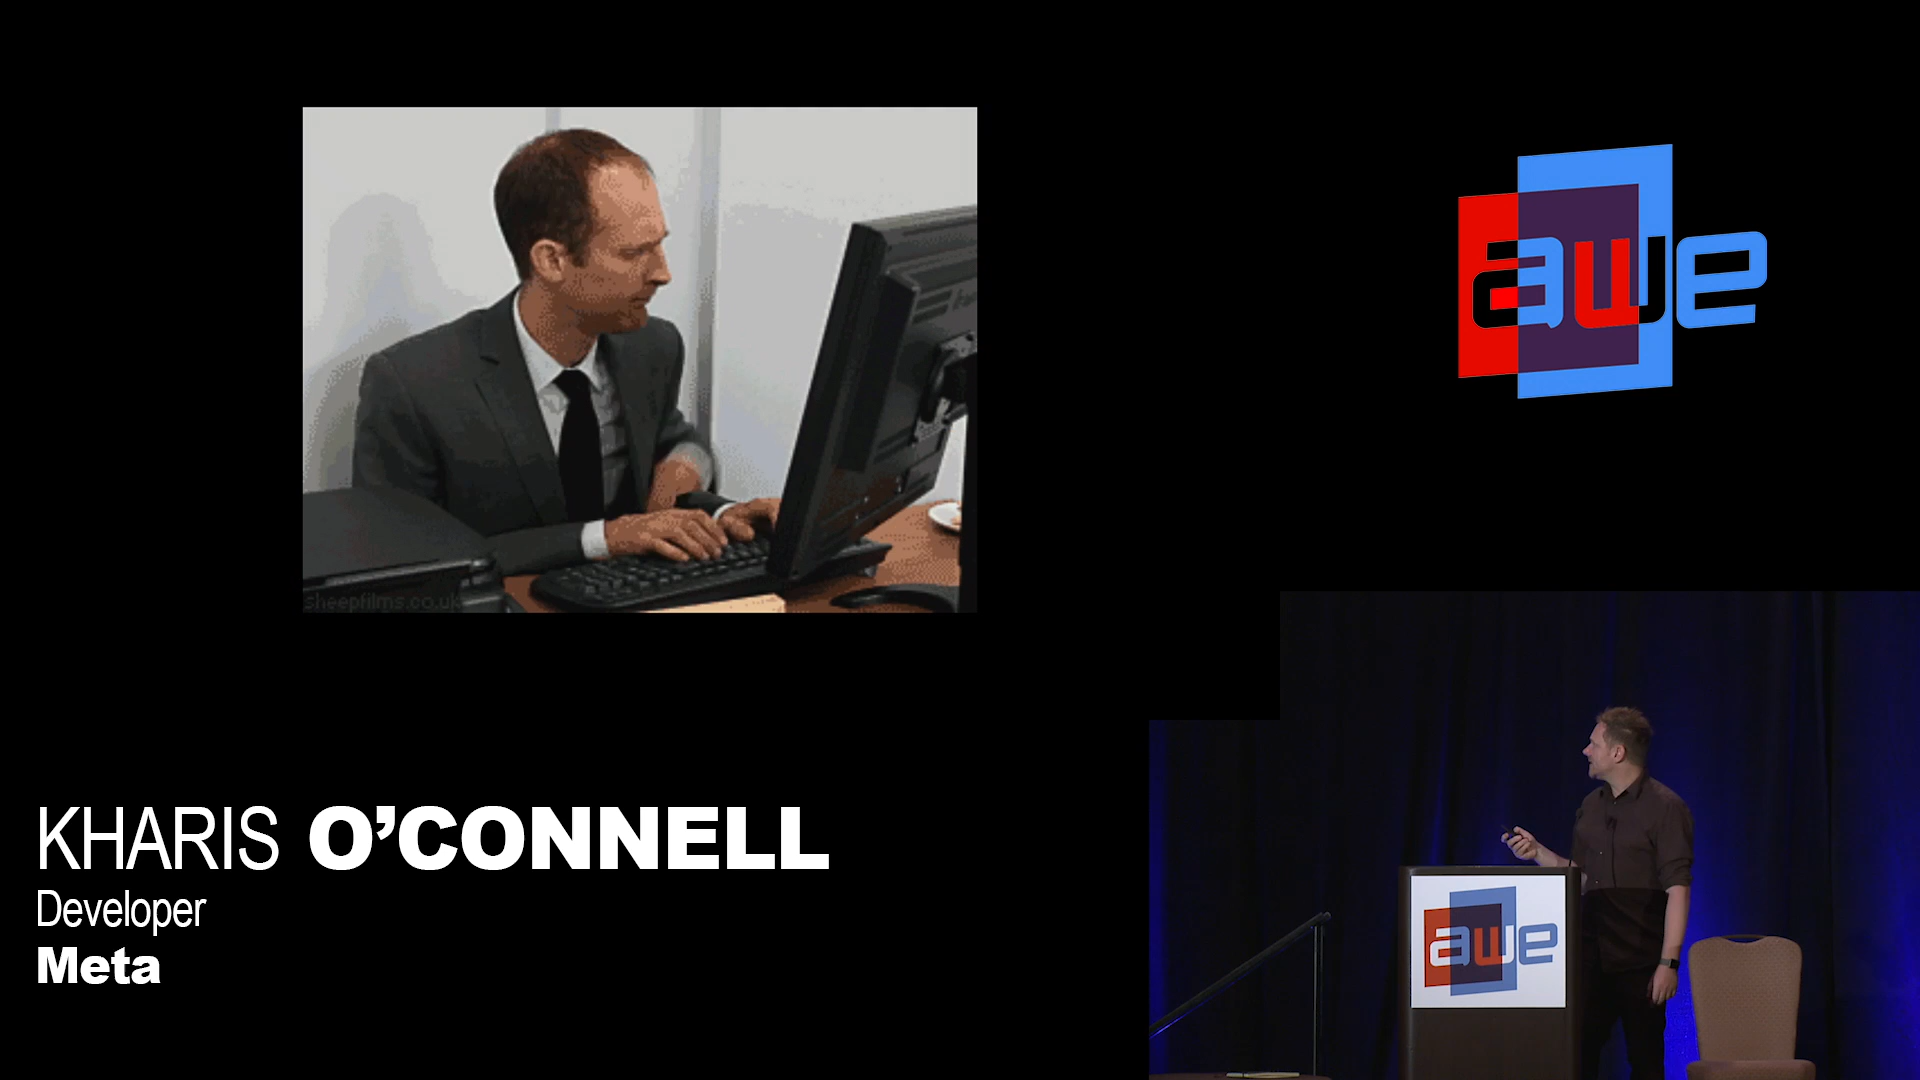 sheepfilms.co.uk
awe
KHARIS O’CONNELL
Developer
Meta
awe